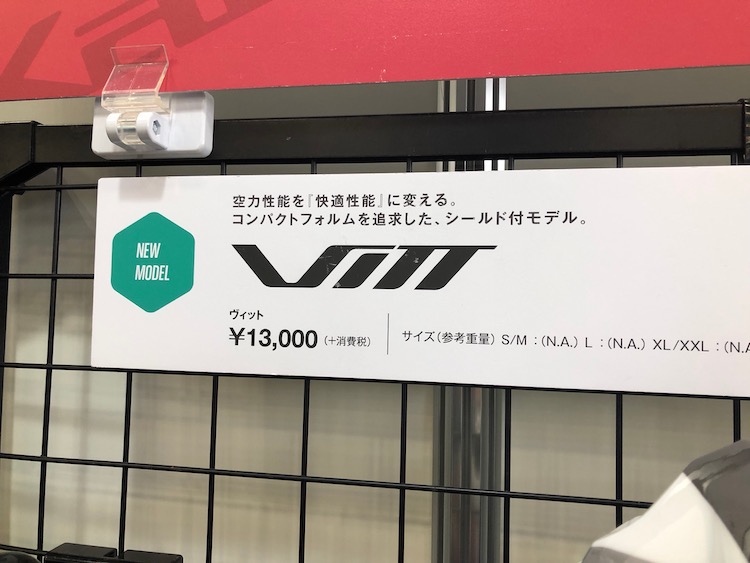 空力性能を『快適性能』に変える。
コンパクトフォルムを追求した、シールド付モデル。
NEW
MODEL
Vitt
ヴィット
¥13,000 (+消費税)
サイズ(参考重量) S/M:(N.A.) L:(N.A.) XL/XXL:(N.A